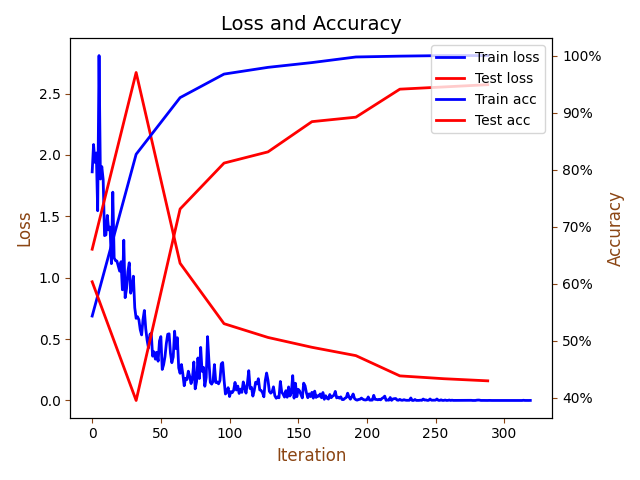 Loss and Accuracy
Train loss
Test loss
Train acc
Test acc
Loss
2.5
2.0
1.5
1.0
0.5
0.0
100%
90%
80%
70%
60%
50%
40%
Accuracy
0 50 100 150 200 250 300
Iteration